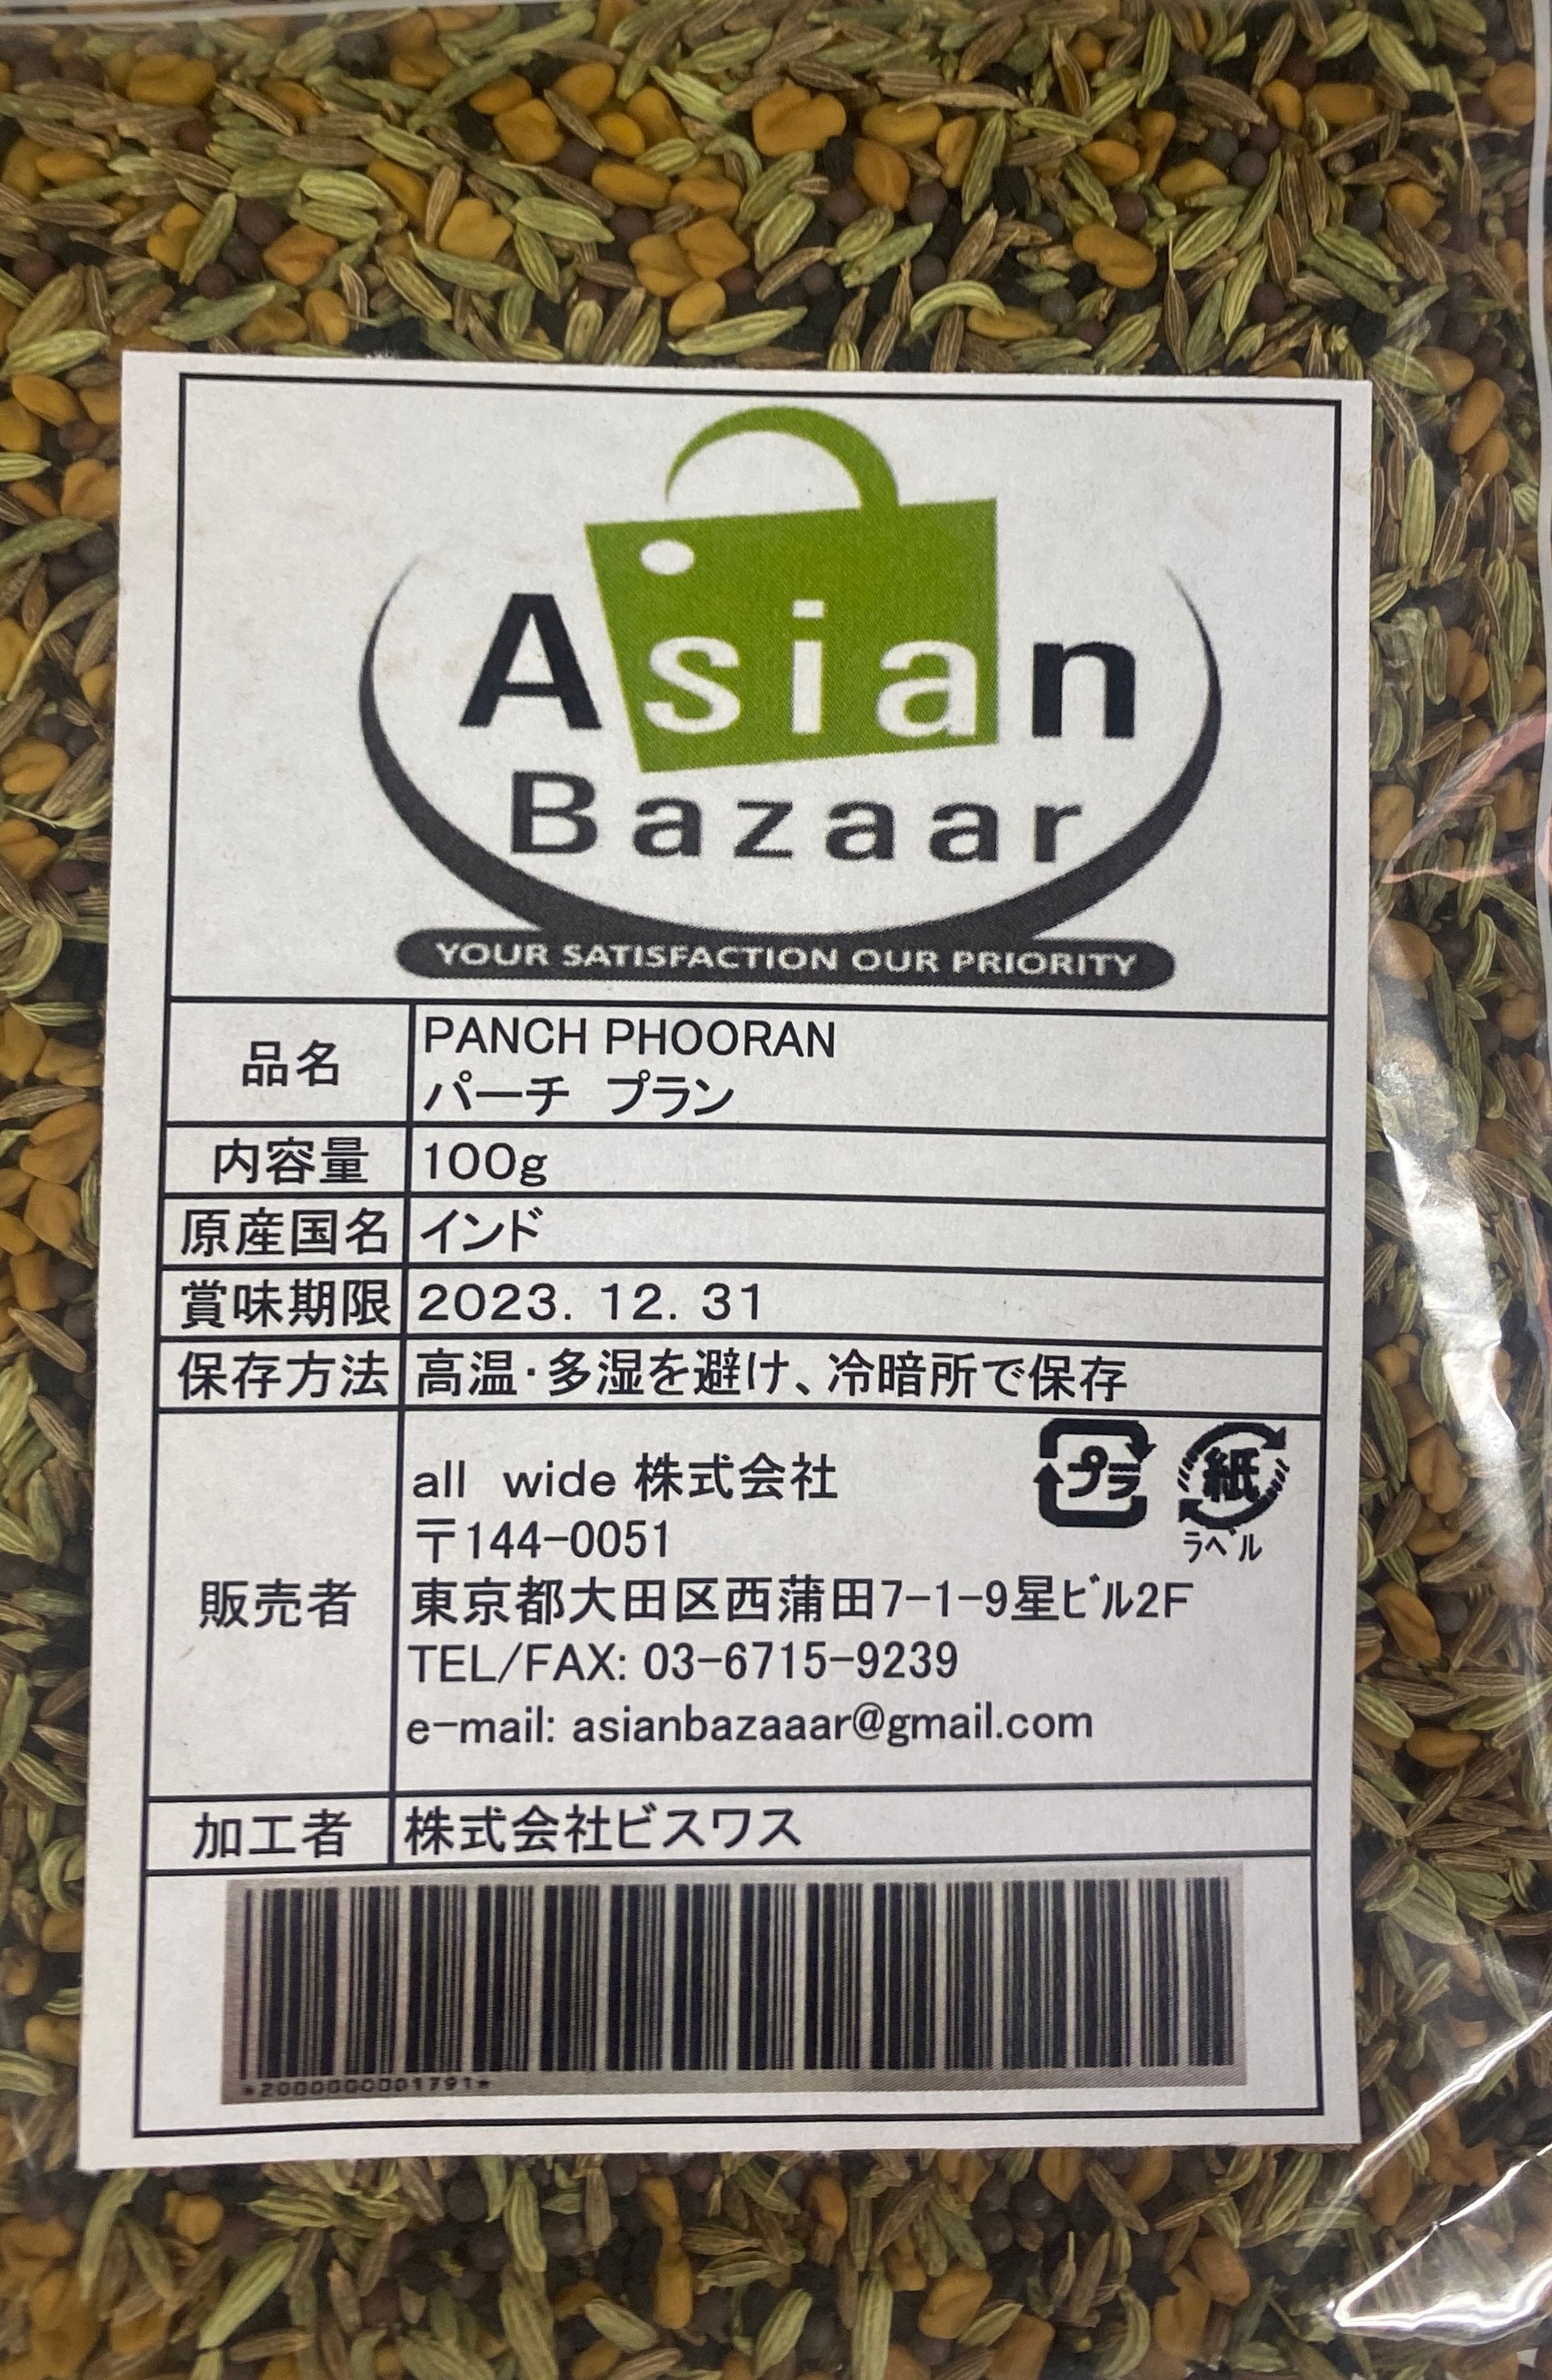 Asian
Bazaar
YOUR SATISFACTION OUR PRIORITY
品名 PANCH PHOORAN
パーチ プラン
内容量 100g
原産国名 インド
賞味期限 2023. 12. 31
保存方法 高温・多湿を避け、冷暗所で保存
all wide 株式会社
プラ 紙
ラベル
〒144-0051
販売者 東京都大田区西蒲田7-1-9星ビル2F
TEL/FAX: 03-6715-9239
e-mail: asianbazaaar@gmail.com
加工者 株式会社ビスワス
*2000000001791*